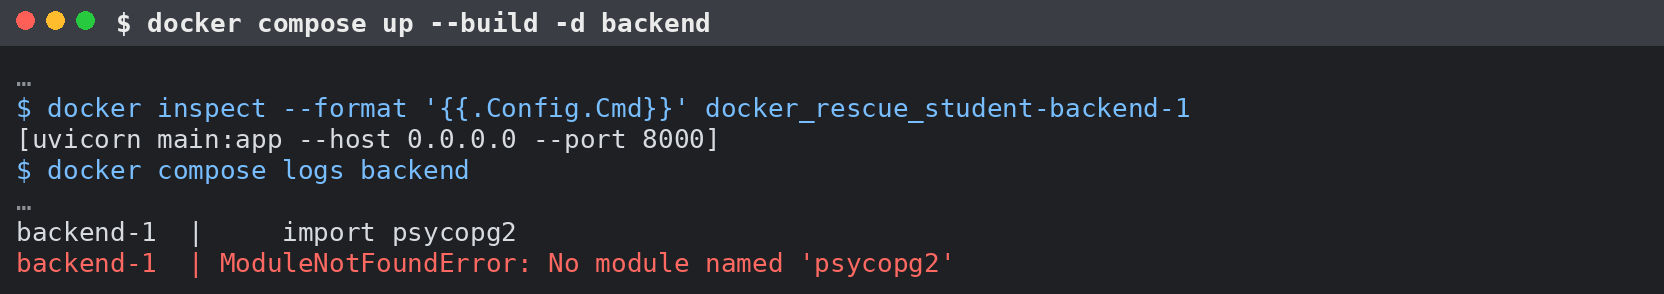 $ docker compose up --build -d backend
…
$ docker inspect --format '{{.Config.Cmd}}' docker_rescue_student-backend-1
[uvicorn main:app --host 0.0.0.0 --port 8000]
$ docker compose logs backend
…
backend-1  |     import psycopg2
backend-1  | ModuleNotFoundError: No module named 'psycopg2'